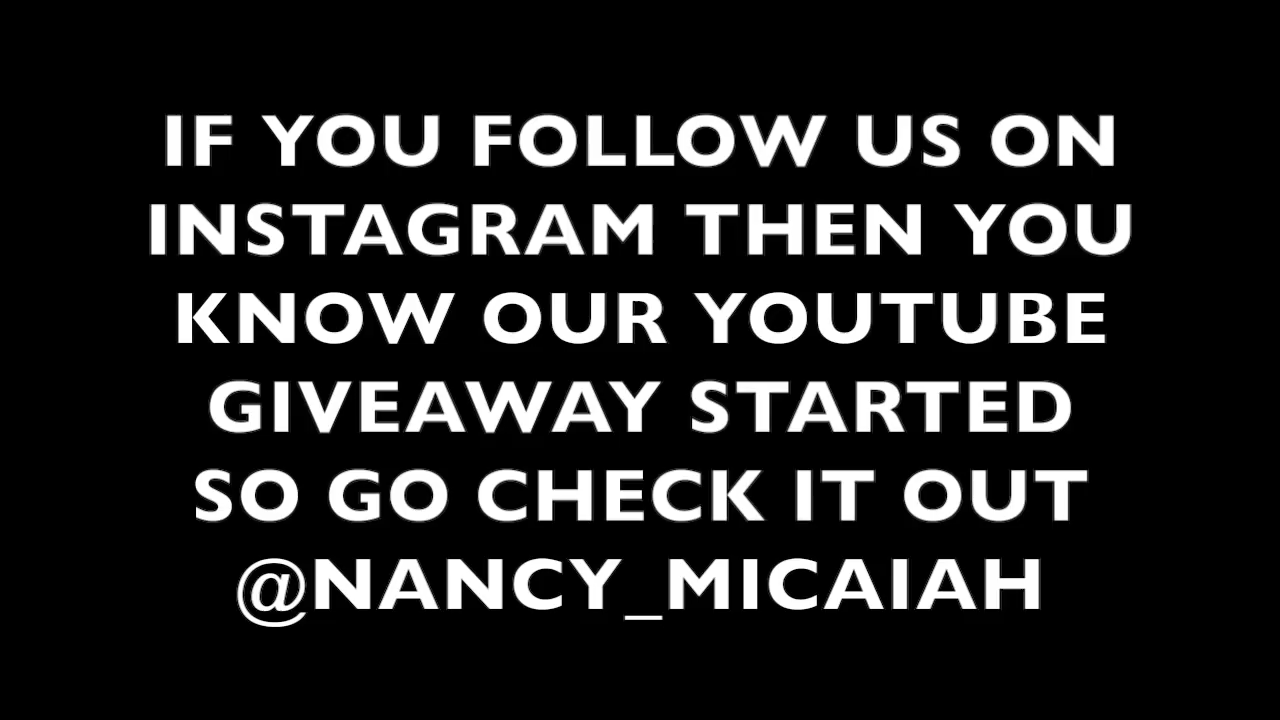 IF YOU FOLLOW US ON
INSTAGRAM THEN YOU
KNOW OUR YOUTUBE
GIVEAWAY STARTED
SO GO CHECK IT OUT
@NANCY_MICAIAH